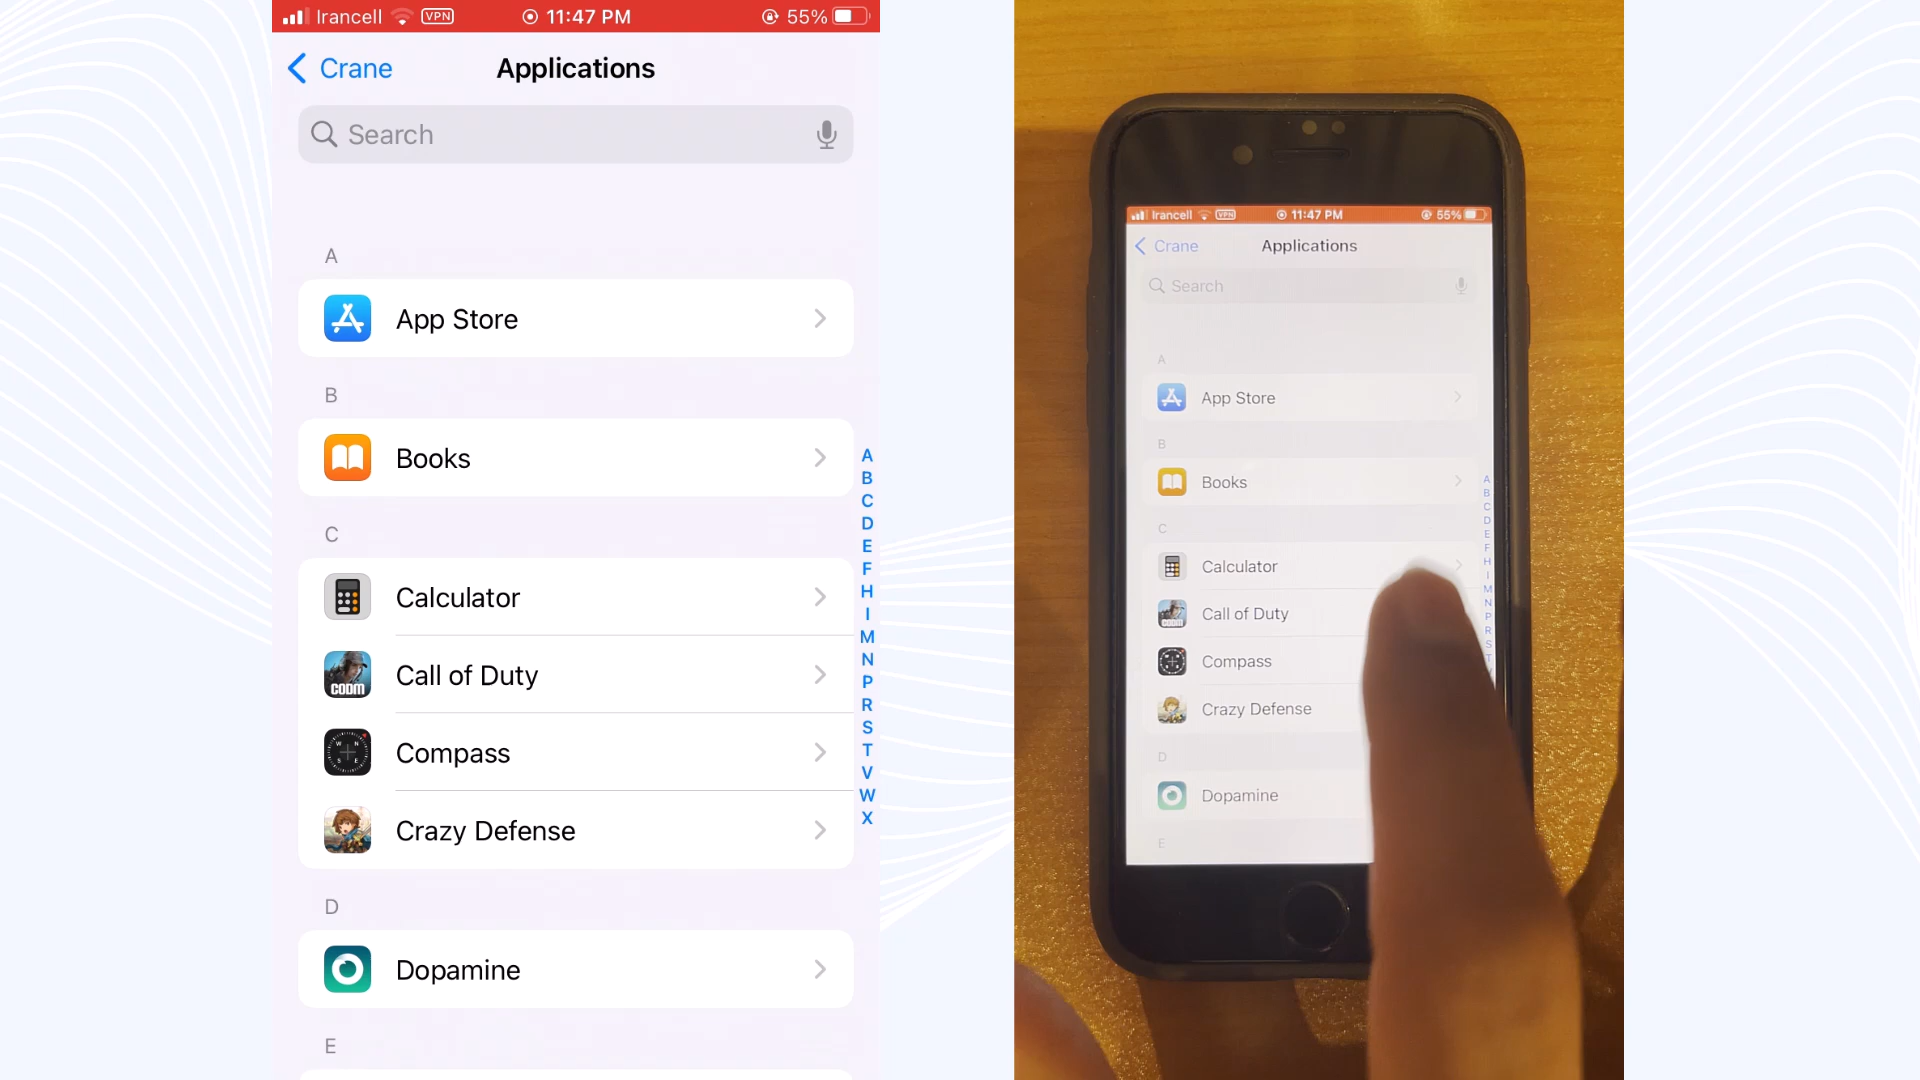 Irancell VPN 11:47 PM 55%
Crane Applications
Search
A
App Store
B
Books
C
Calculator
CODM
Call of Duty
Compass
Crazy Defense
D
Dopamine
E
A
B
C
D
E
F
H
I
M
N
P
R
S
T
V
W
X
Irancell VPN 11:47 PM 55%
Crane Applications
Search
A
App Store
B
Books
C
Calculator
CODM
Call of Duty
Compass
Crazy Defense
D
Dopamine
E
A
B
C
D
E
F
H
I
M
N
P
R
S
T